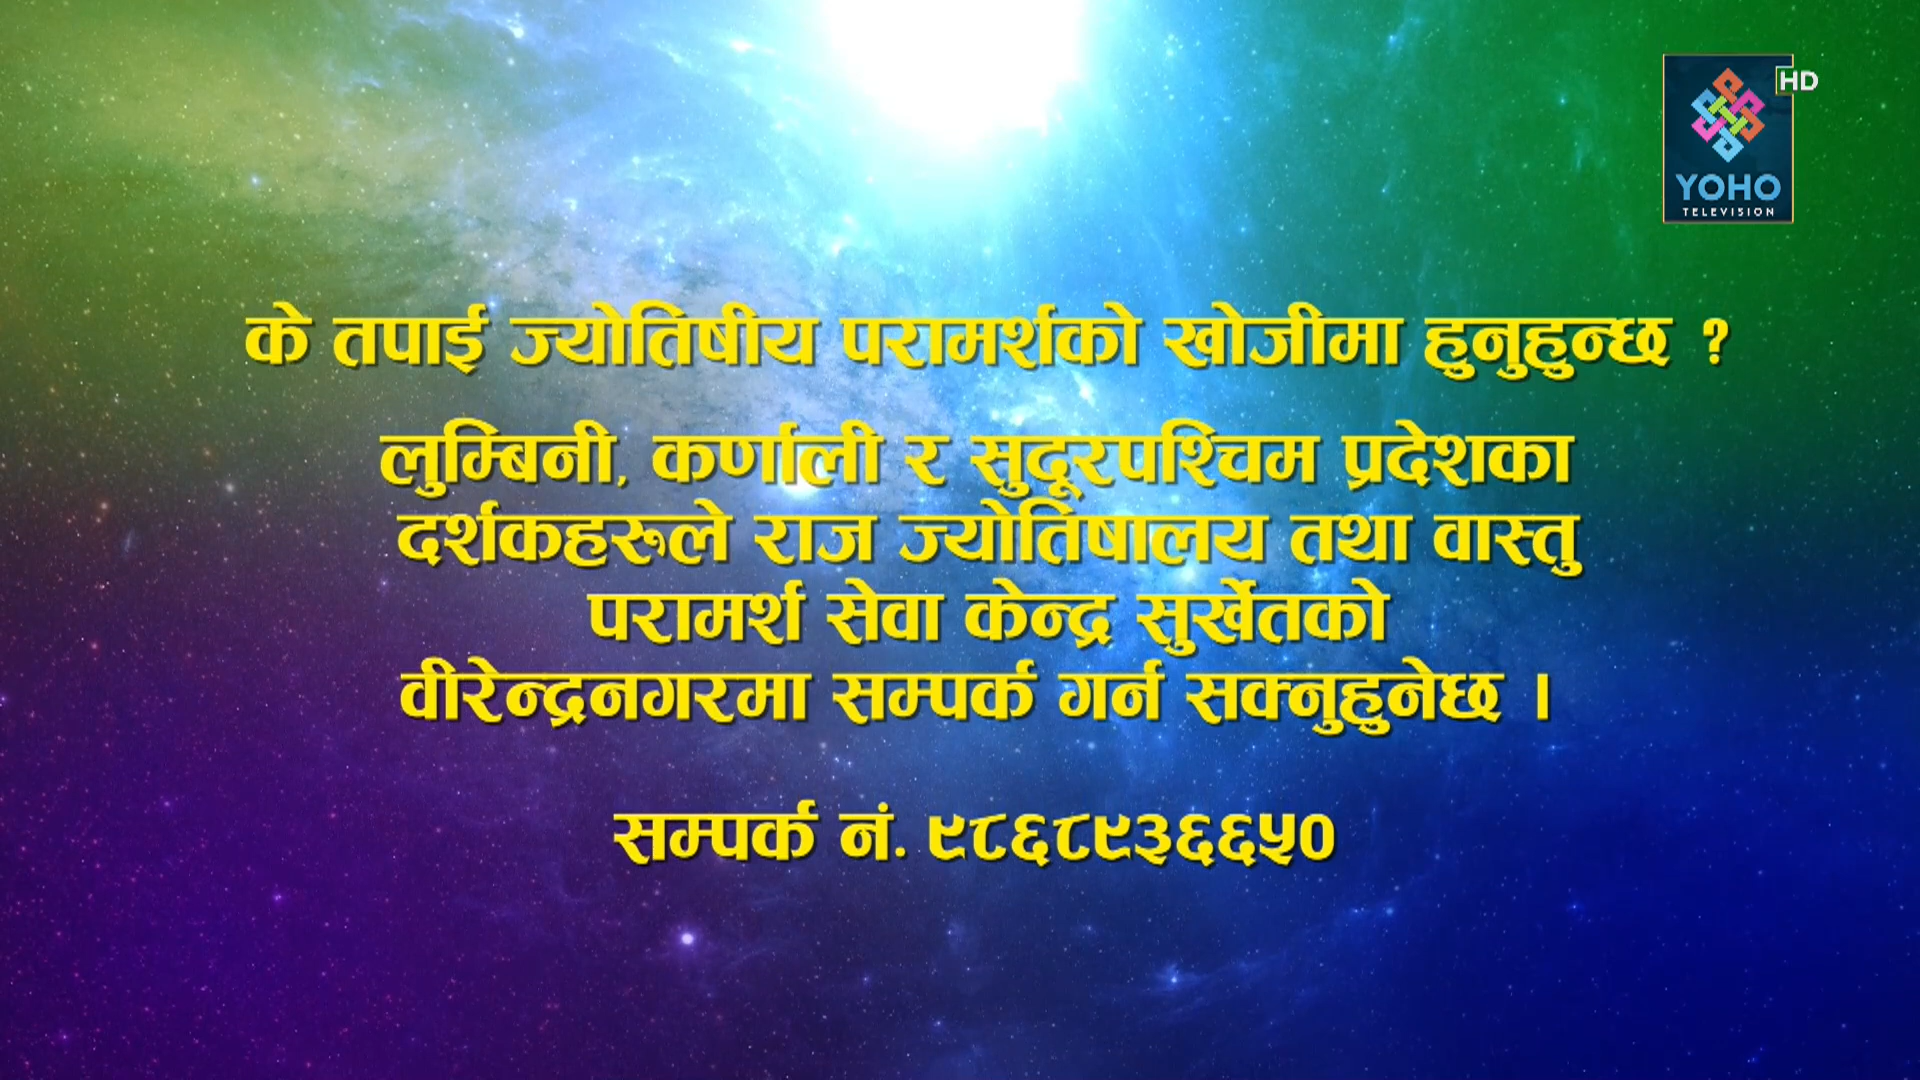 HD
YOHO
TELEVISION
के तपाई ज्योतिषीय परामर्शको खोजीमा हुनुहुन्छ ?
लुम्बिनी, कर्णाली र सुदूरपश्चिम प्रदेशका
दर्शकहरुले राज ज्योतिषालय तथा वास्तु
परामर्श सेवा केन्द्र सुर्खेतको
वीरेन्द्रनगरमा सम्पर्क गर्न सक्नुहुनेछ ।
सम्पर्क नं. ९८६८९३६६५०